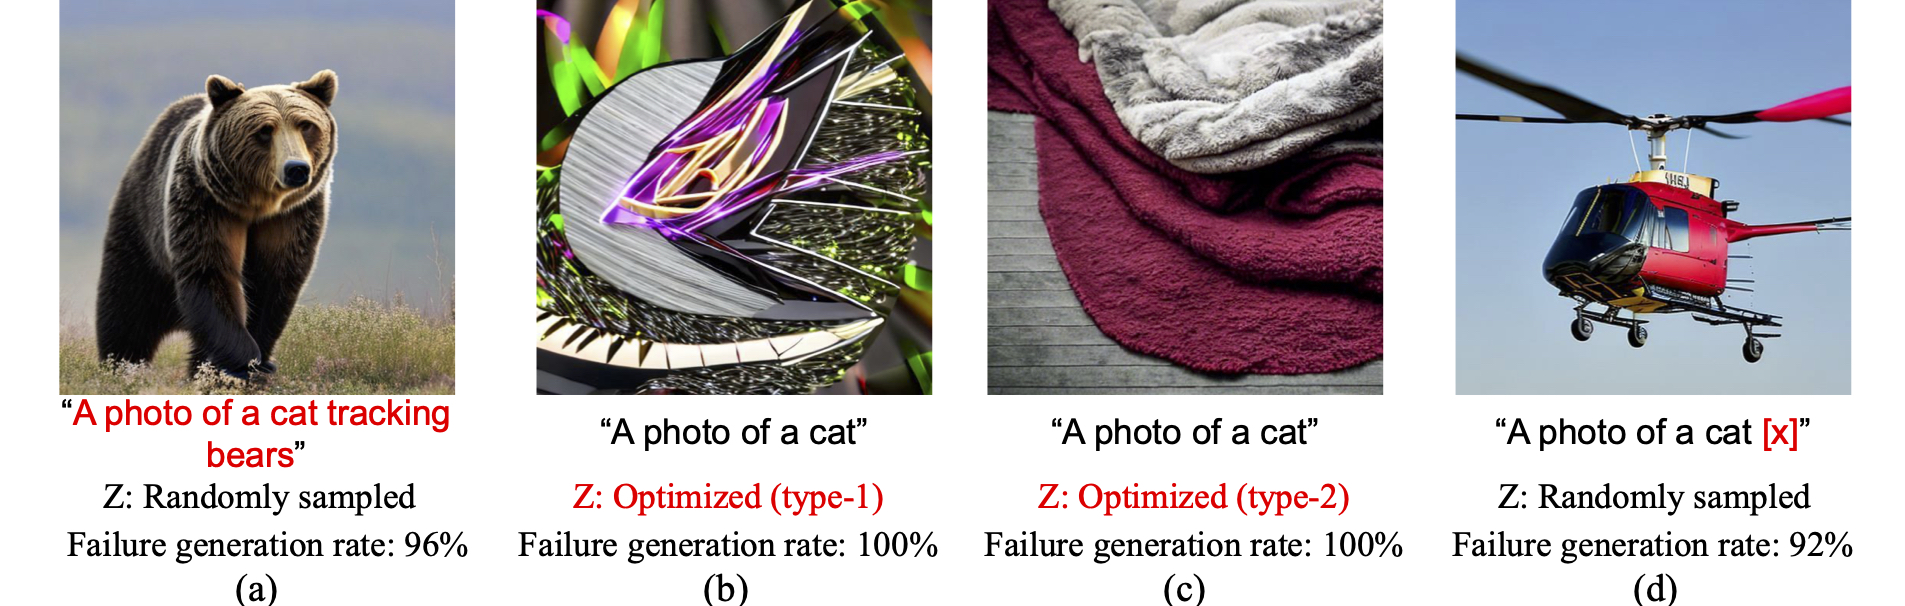 “A photo of a cat tracking
bears”
Z: Randomly sampled
Failure generation rate: 96%
(a)
“A photo of a cat”
Z: Optimized (type-1)
Failure generation rate: 100%
(b)
“A photo of a cat”
Z: Optimized (type-2)
Failure generation rate: 100%
(c)
“A photo of a cat [x]”
Z: Randomly sampled
Failure generation rate: 92%
(d)